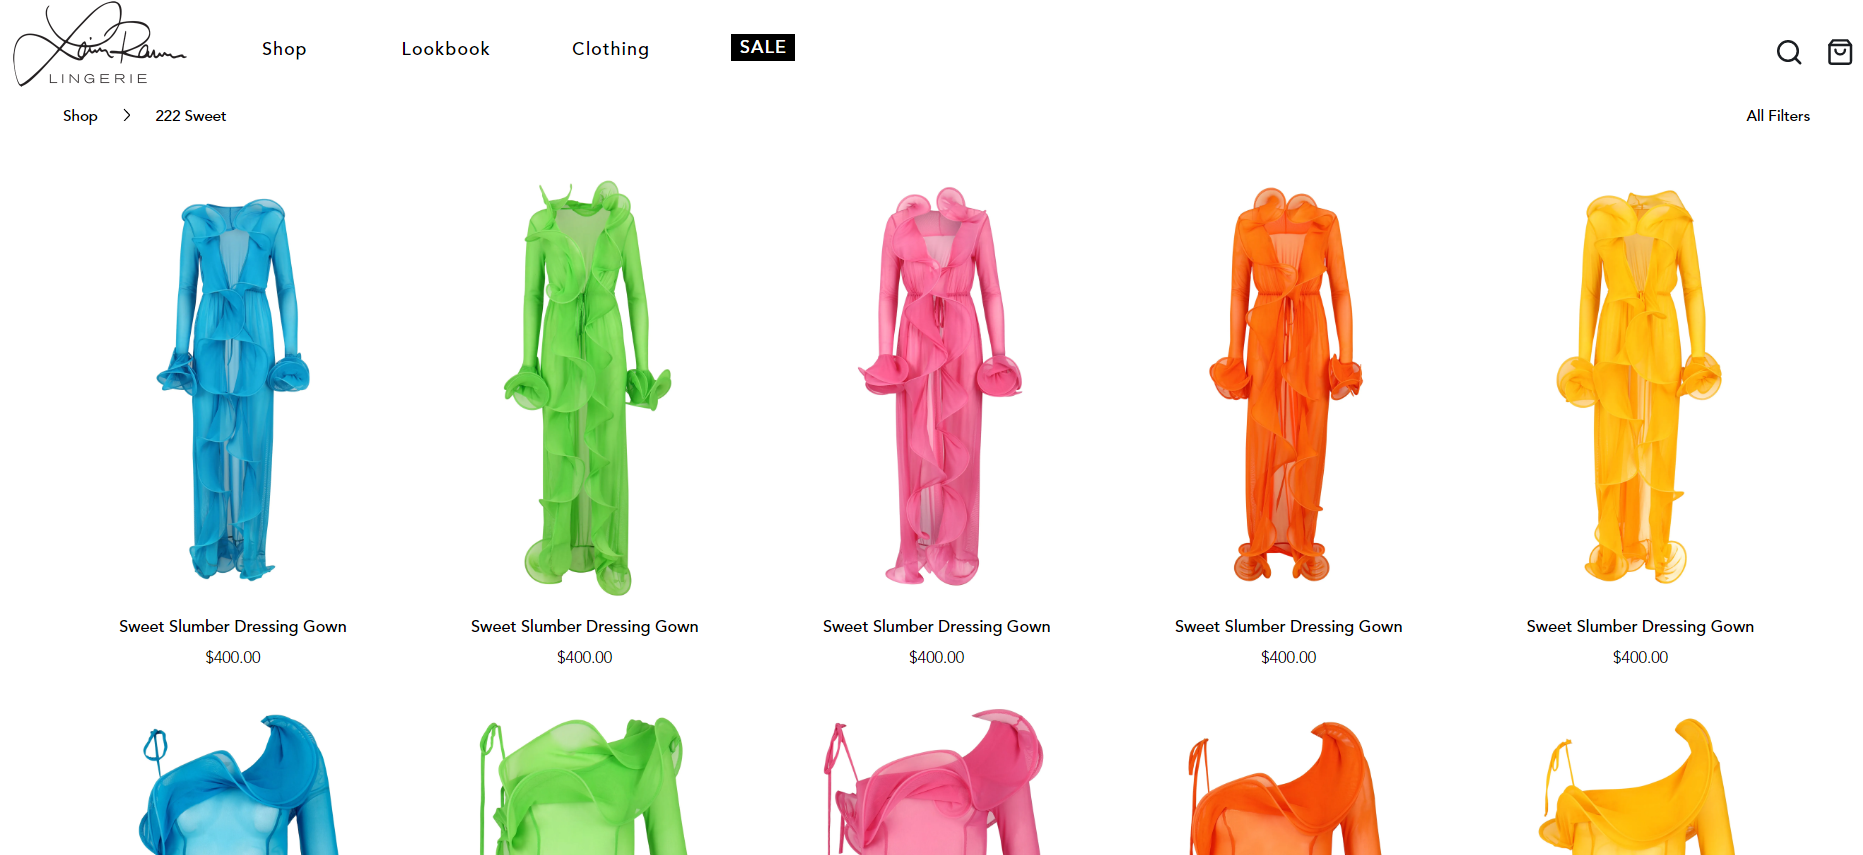 LINGERIE
Shop
Lookbook
Clothing
SALE
Shop > 222 Sweet
All Filters
Sweet Slumber Dressing Gown
$400.00
Sweet Slumber Dressing Gown
$400.00
Sweet Slumber Dressing Gown
$400.00
Sweet Slumber Dressing Gown
$400.00
Sweet Slumber Dressing Gown
$400.00